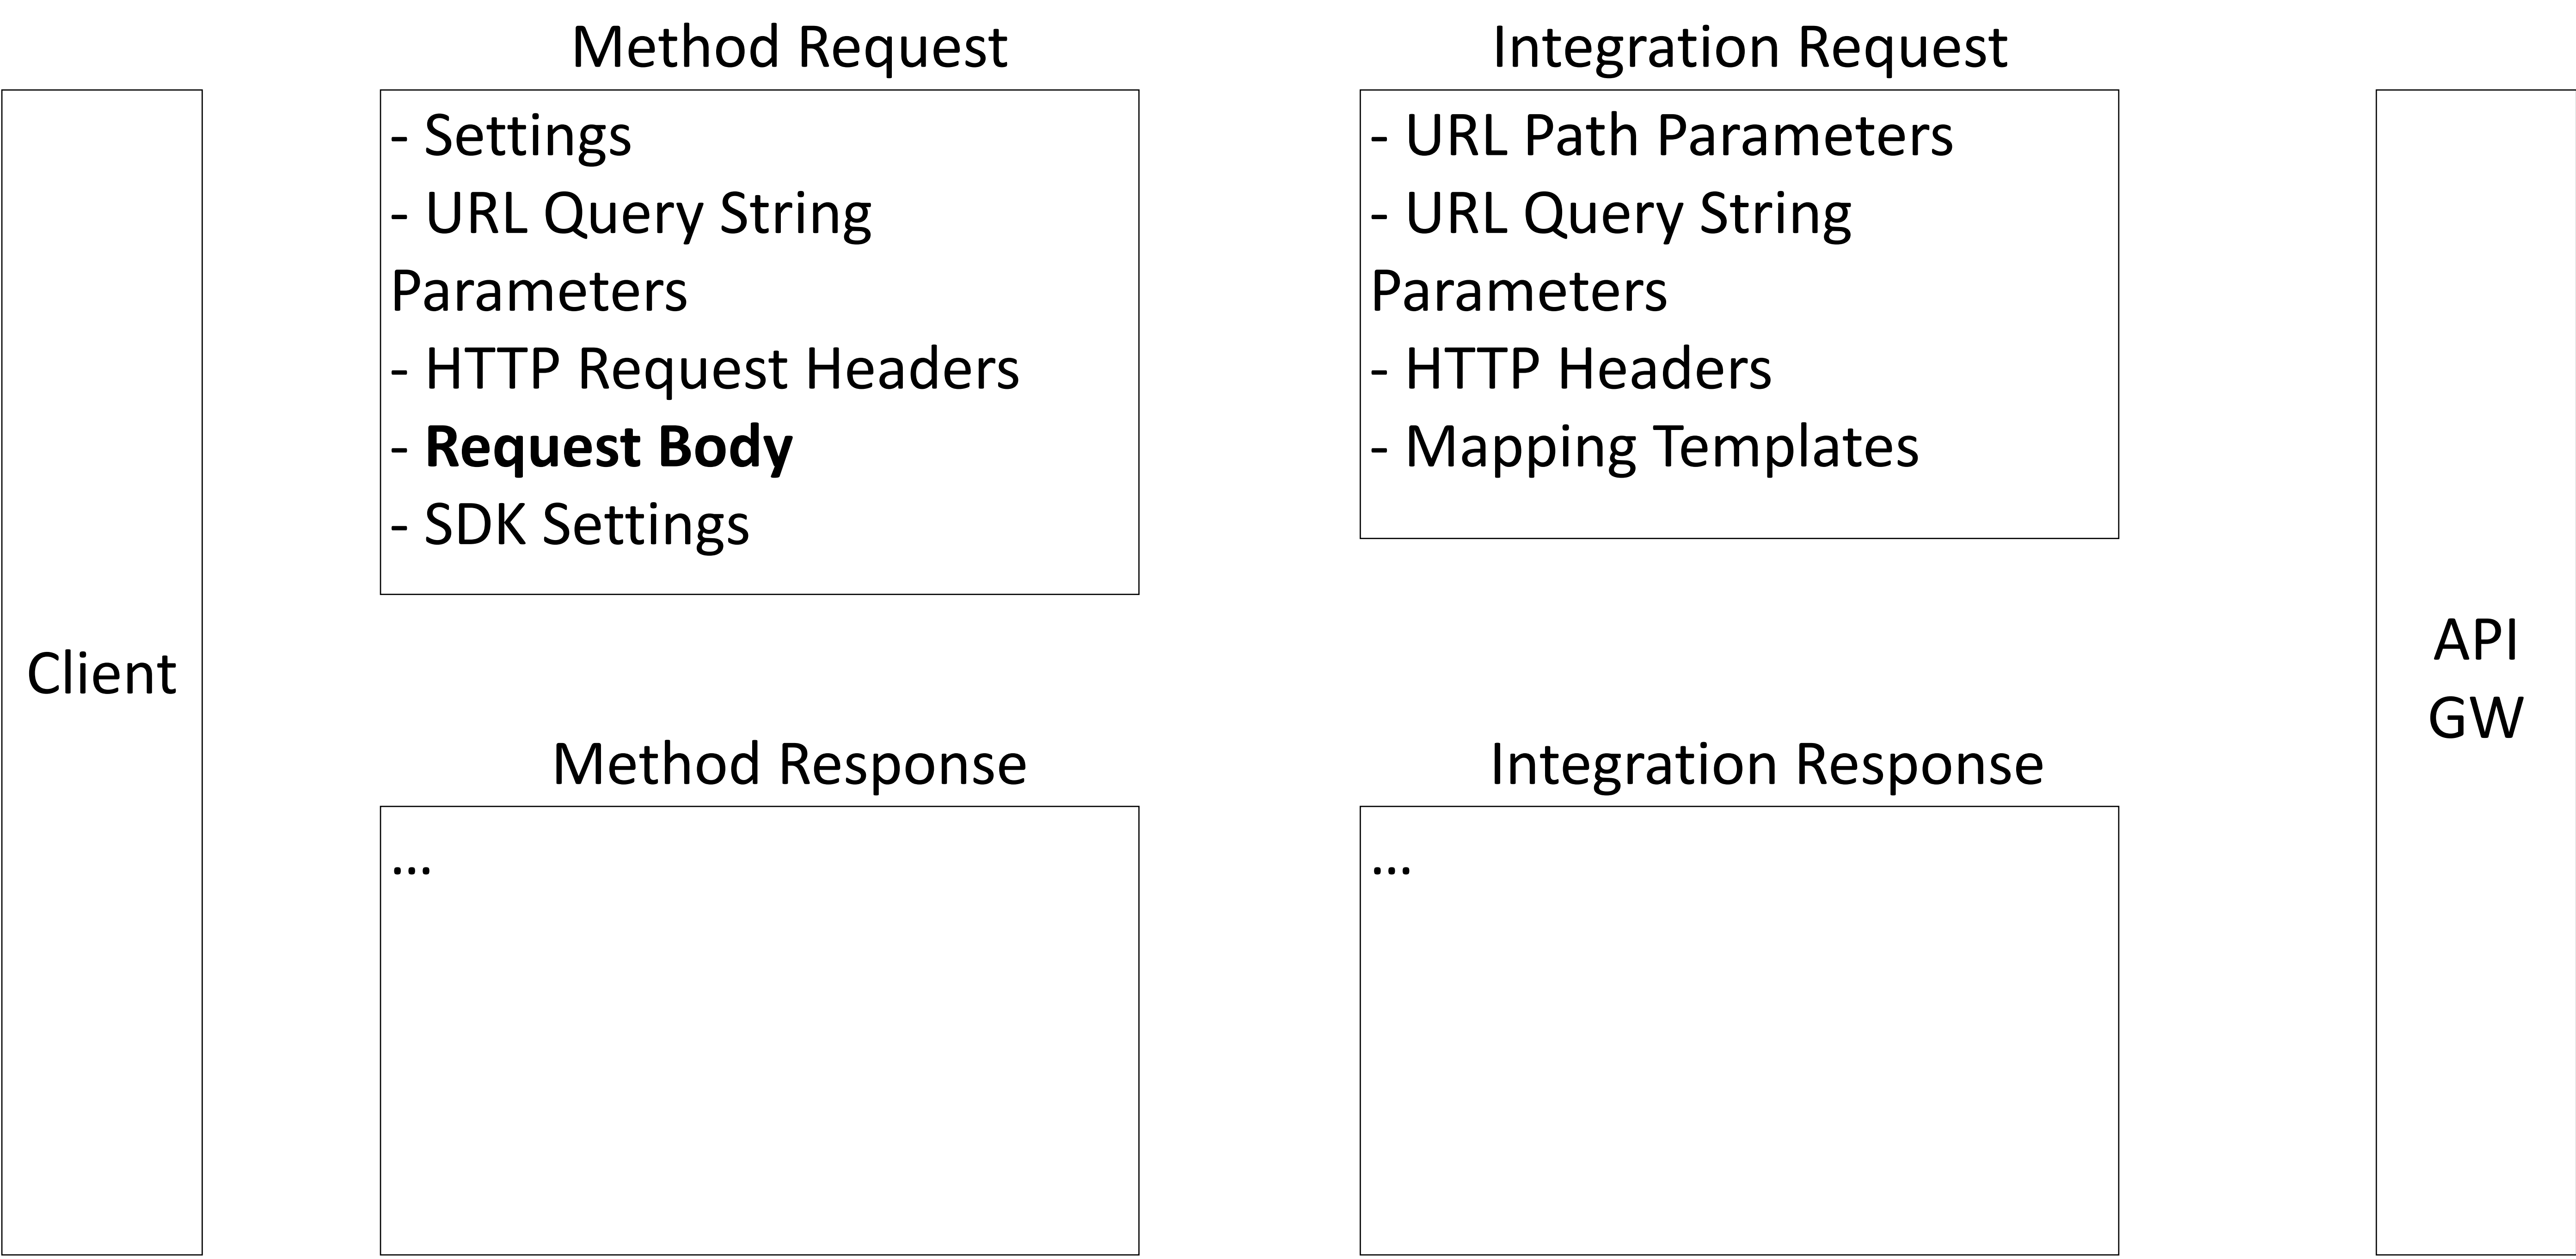 Method Request
Integration Request
- Settings
- URL Query String
Parameters
- HTTP Request Headers
- Request Body
- SDK Settings
- URL Path Parameters
- URL Query String
Parameters
- HTTP Headers
- Mapping Templates
Client
API
GW
Method Response
Integration Response
...
...